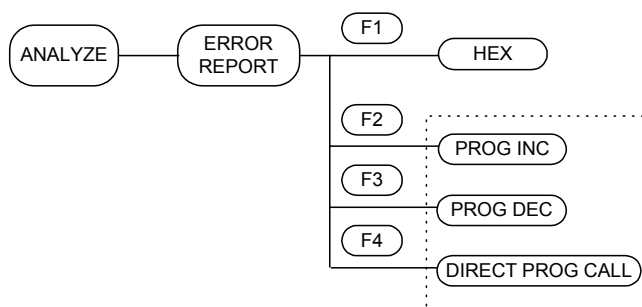 ANALYZE
ERROR
REPORT
F1
HEX
F2
PROG INC
F3
PROG DEC
F4
DIRECT PROG CALL